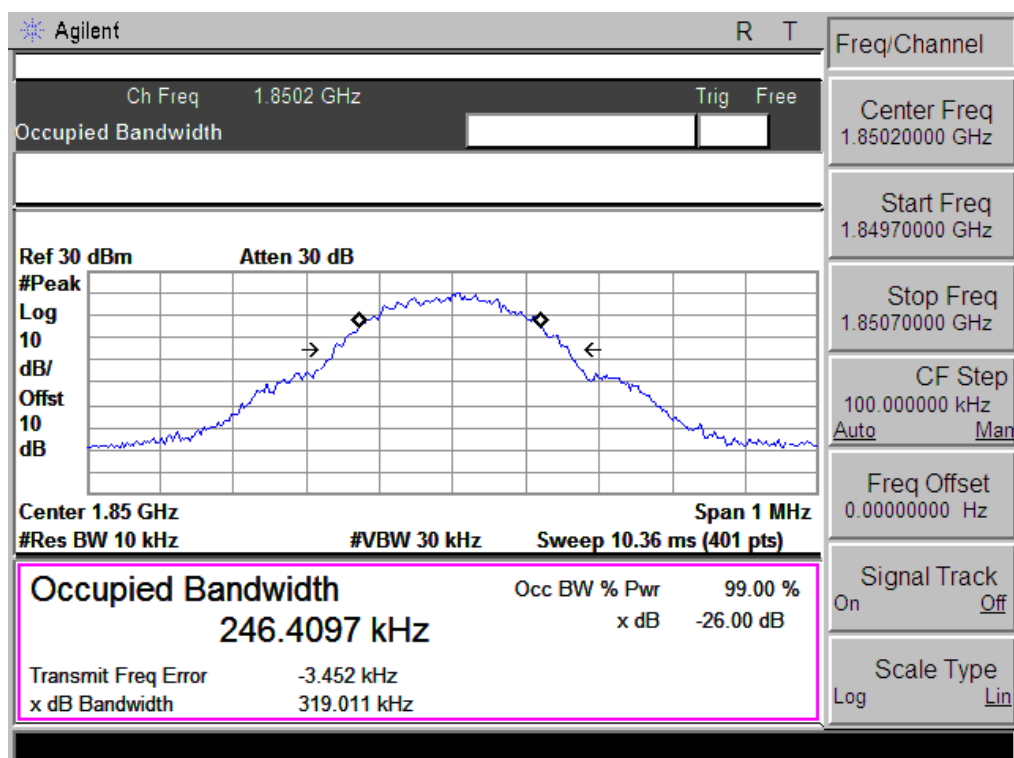 Agilent R T
Ch Freq 1.8502 GHz Trig Free
Occupied Bandwidth
Ref 30 dBm Atten 30 dB
#Peak
Log
10
dB/
Offst
10
dB
Center 1.85 GHz Span 1 MHz
#Res BW 10 kHz #VBW 30 kHz Sweep 10.36 ms (401 pts)
Occupied Bandwidth Occ BW % Pwr 99.00 %
246.4097 kHz x dB -26.00 dB
Transmit Freq Error -3.452 kHz
x dB Bandwidth 319.011 kHz
Freq/Channel
Center Freq
1.85020000 GHz
Start Freq
1.84970000 GHz
Stop Freq
1.85070000 GHz
CF Step
100.000000 kHz
Auto Man
Freq Offset
0.00000000 Hz
Signal Track
On Off
Scale Type
Log Lin